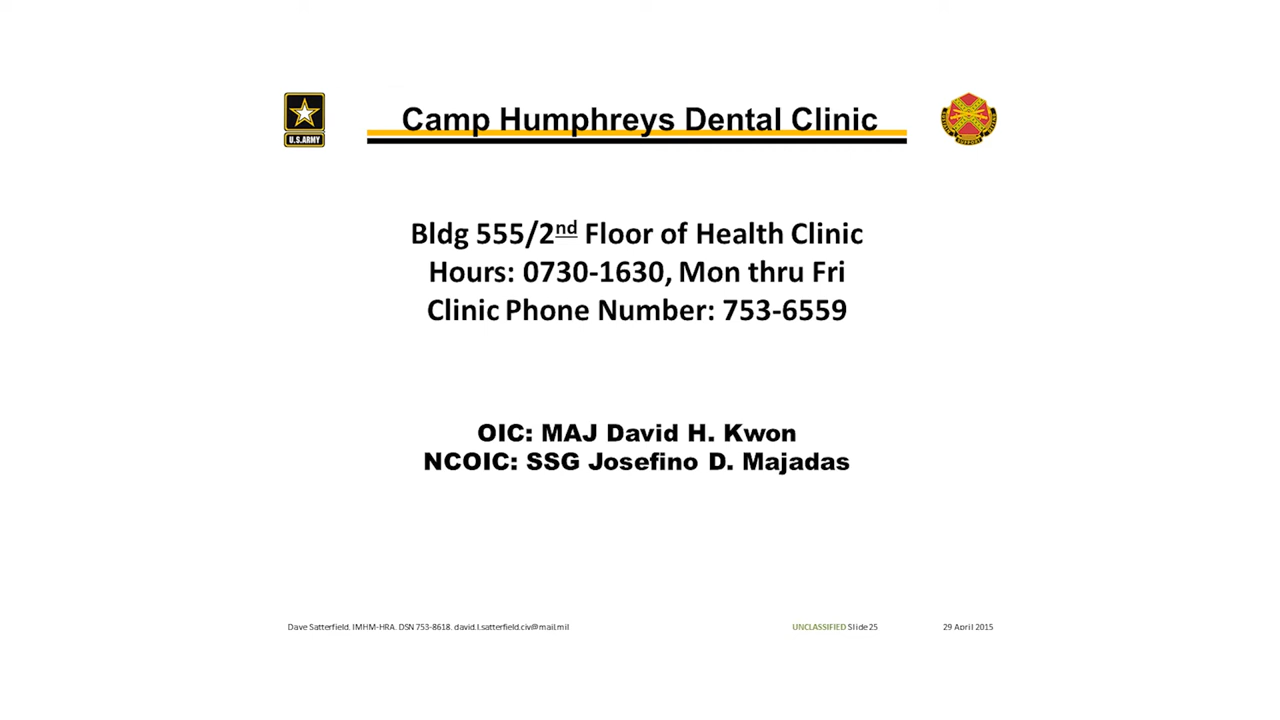 Camp Humphreys Dental Clinic
U.S.ARMY
Bldg 555/2nd Floor of Health Clinic
Hours: 0730-1630, Mon thru Fri
Clinic Phone Number: 753-6559
OIC: MAJ David H. Kwon
NCOIC: SSG Josefino D. Majadas
Dave Satterfield, IMHM-HRA, DSN 753-8618, david.l.satterfield.civ@mail.mil
UNCLASSIFIED Slide 25
29 April 2015